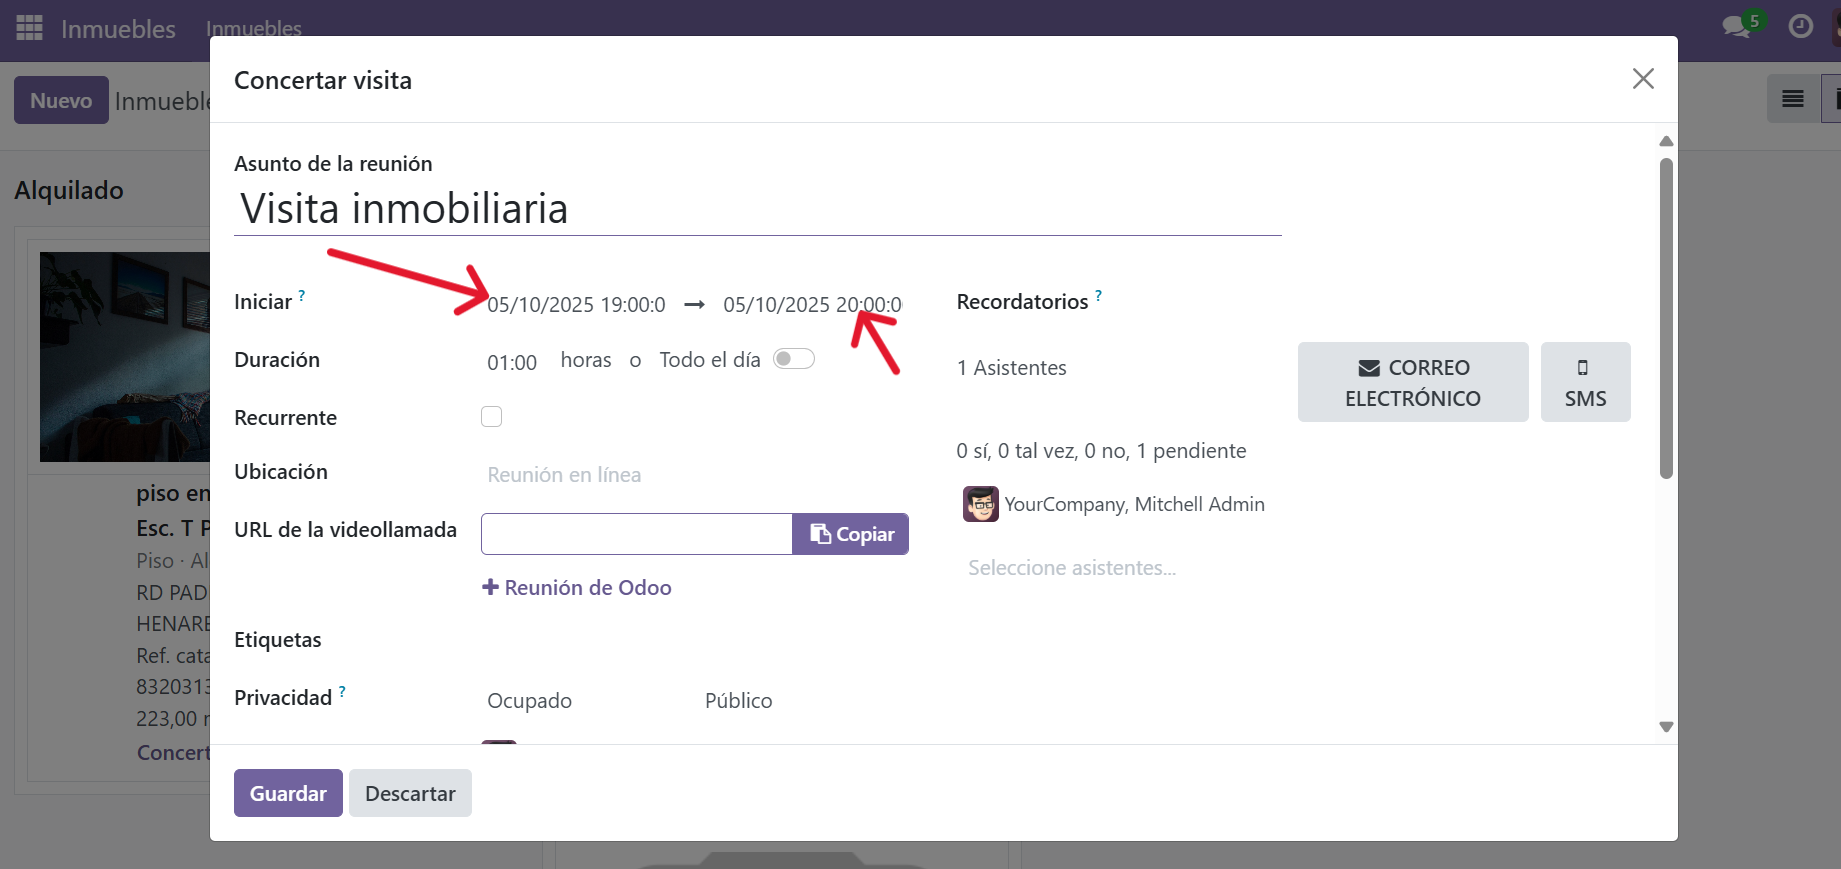 Inmuebles Inmuebles 5
Concertar visita
Nuevo
Asunto de la reunión
Alquilado
Visita inmobiliaria
Iniciar ? 05/10/2025 19:00:0 → 05/10/2025 20:00:0
Recordatorios ?
Duración 01:00 horas o Todo el día
1 Asistentes
CORREO ELECTRÓNICO
SMS
Recurrente
0 sí, 0 tal vez, 0 no, 1 pendiente
Ubicación Reunión en línea
piso en
YourCompany, Mitchell Admin
Esc. T P
URL de la videollamada Copiar
Piso · Al
Seleccione asistentes...
RD PAD
+ Reunión de Odoo
HENARE
Etiquetas
Ref. cata
832031
Privacidad ? Ocupado Público
223,00
Concert
Guardar Descartar